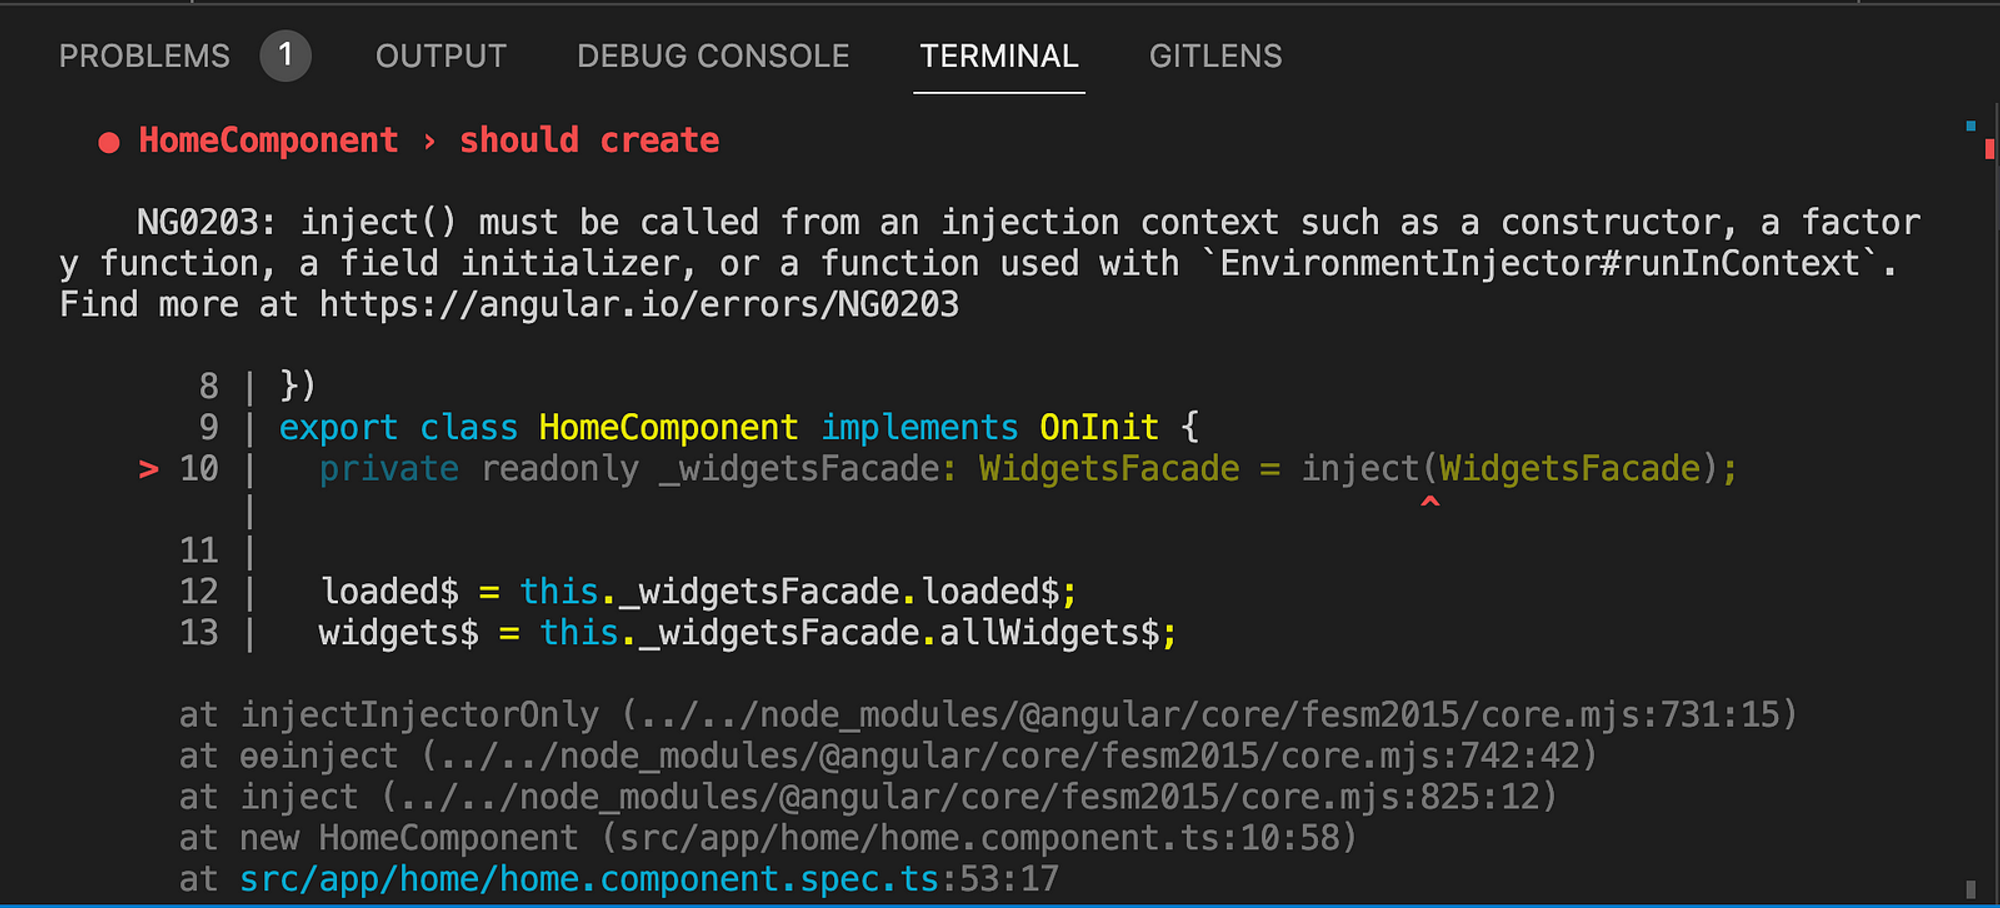 PROBLEMS 1 OUTPUT DEBUG CONSOLE TERMINAL GITLENS
● HomeComponent › should create
NG0203: inject() must be called from an injection context such as a constructor, a factor
y function, a field initializer, or a function used with `EnvironmentInjector#runInContext`.
Find more at https://angular.io/errors/NG0203
8 | })
9 | export class HomeComponent implements OnInit {
> 10 | private readonly _widgetsFacade: WidgetsFacade = inject(WidgetsFacade);
| ^
11 |
12 | loaded$ = this._widgetsFacade.loaded$;
13 | widgets$ = this._widgetsFacade.allWidgets$;
at injectInjectorOnly (../../node_modules/@angular/core/fesm2015/core.mjs:731:15)
at ɵɵinject (../../node_modules/@angular/core/fesm2015/core.mjs:742:42)
at inject (../../node_modules/@angular/core/fesm2015/core.mjs:825:12)
at new HomeComponent (src/app/home/home.component.ts:10:58)
at src/app/home/home.component.spec.ts:53:17